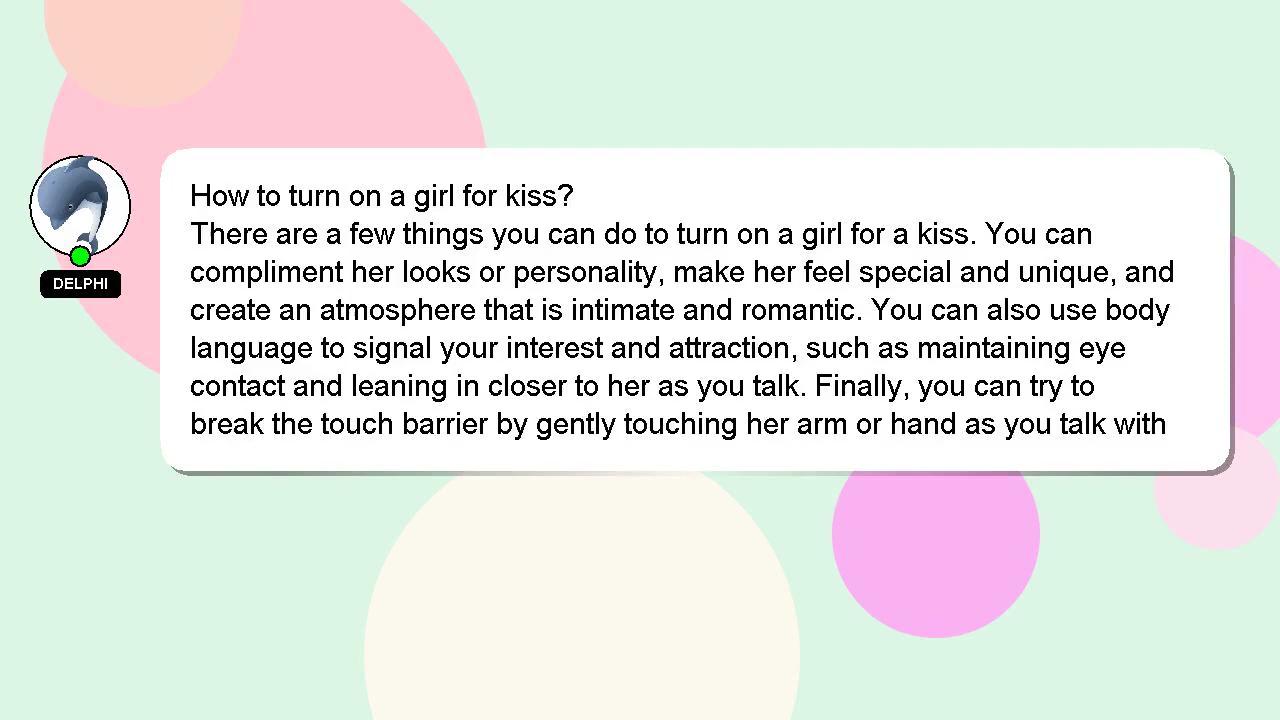 DELPHI
How to turn on a girl for kiss?
There are a few things you can do to turn on a girl for a kiss. You can
compliment her looks or personality, make her feel special and unique, and
create an atmosphere that is intimate and romantic. You can also use body
language to signal your interest and attraction, such as maintaining eye
contact and leaning in closer to her as you talk. Finally, you can try to
break the touch barrier by gently touching her arm or hand as you talk with